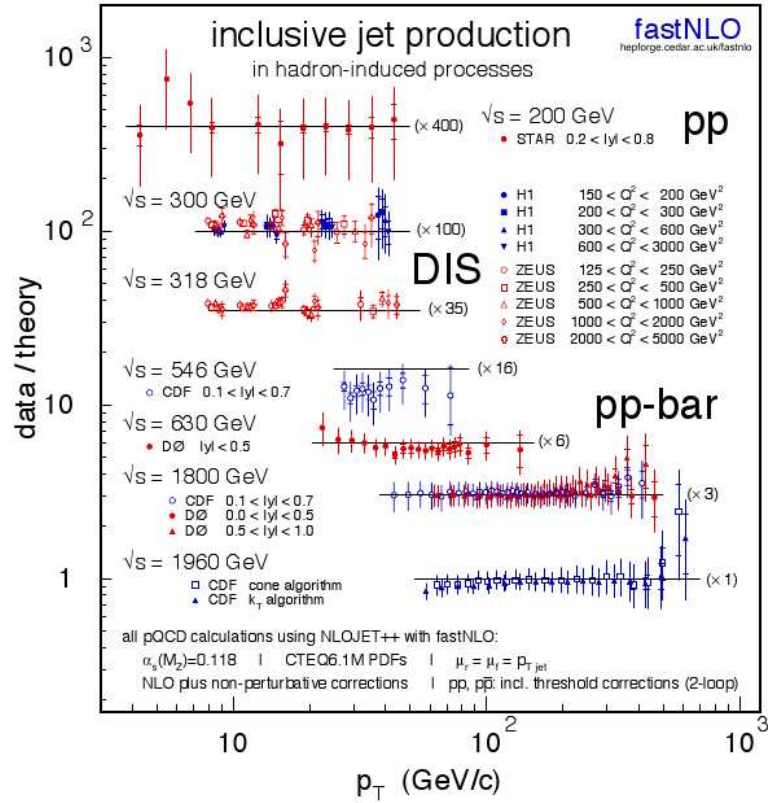 inclusive jet production
in hadron-induced processes
fastNLO
hepforge.cedar.ac.uk/fastnlo
10³
(× 400)
√s = 200 GeV
pp
STAR 0.2 < |y| < 0.8
√s = 300 GeV
10²
(× 100)
DIS
H1 150 < Q² < 200 GeV²
H1 200 < Q² < 300 GeV²
H1 300 < Q² < 600 GeV²
H1 600 < Q² < 3000 GeV²
ZEUS 125 < Q² < 250 GeV²
ZEUS 250 < Q² < 500 GeV²
ZEUS 500 < Q² < 1000 GeV²
ZEUS 1000 < Q² < 2000 GeV²
ZEUS 2000 < Q² < 5000 GeV²
√s = 318 GeV
(× 35)
data / theory
√s = 546 GeV
(× 16)
CDF 0.1 < |y| < 0.7
10
pp-bar
√s = 630 GeV
(× 6)
DØ |y| < 0.5
√s = 1800 GeV
(× 3)
CDF 0.1 < |y| < 0.7
DØ 0.0 < |y| < 0.5
DØ 0.5 < |y| < 1.0
√s = 1960 GeV
1
(× 1)
CDF cone algorithm
CDF k_T algorithm
all pQCD calculations using NLOJET++ with fastNLO:
α_s(M_Z)=0.118 | CTEQ6.1M PDFs | μ_r = μ_f = p_T jet
NLO plus non-perturbative corrections | pp, pp̅: incl. threshold corrections (2-loop)
10 10² 10³
p_T (GeV/c)